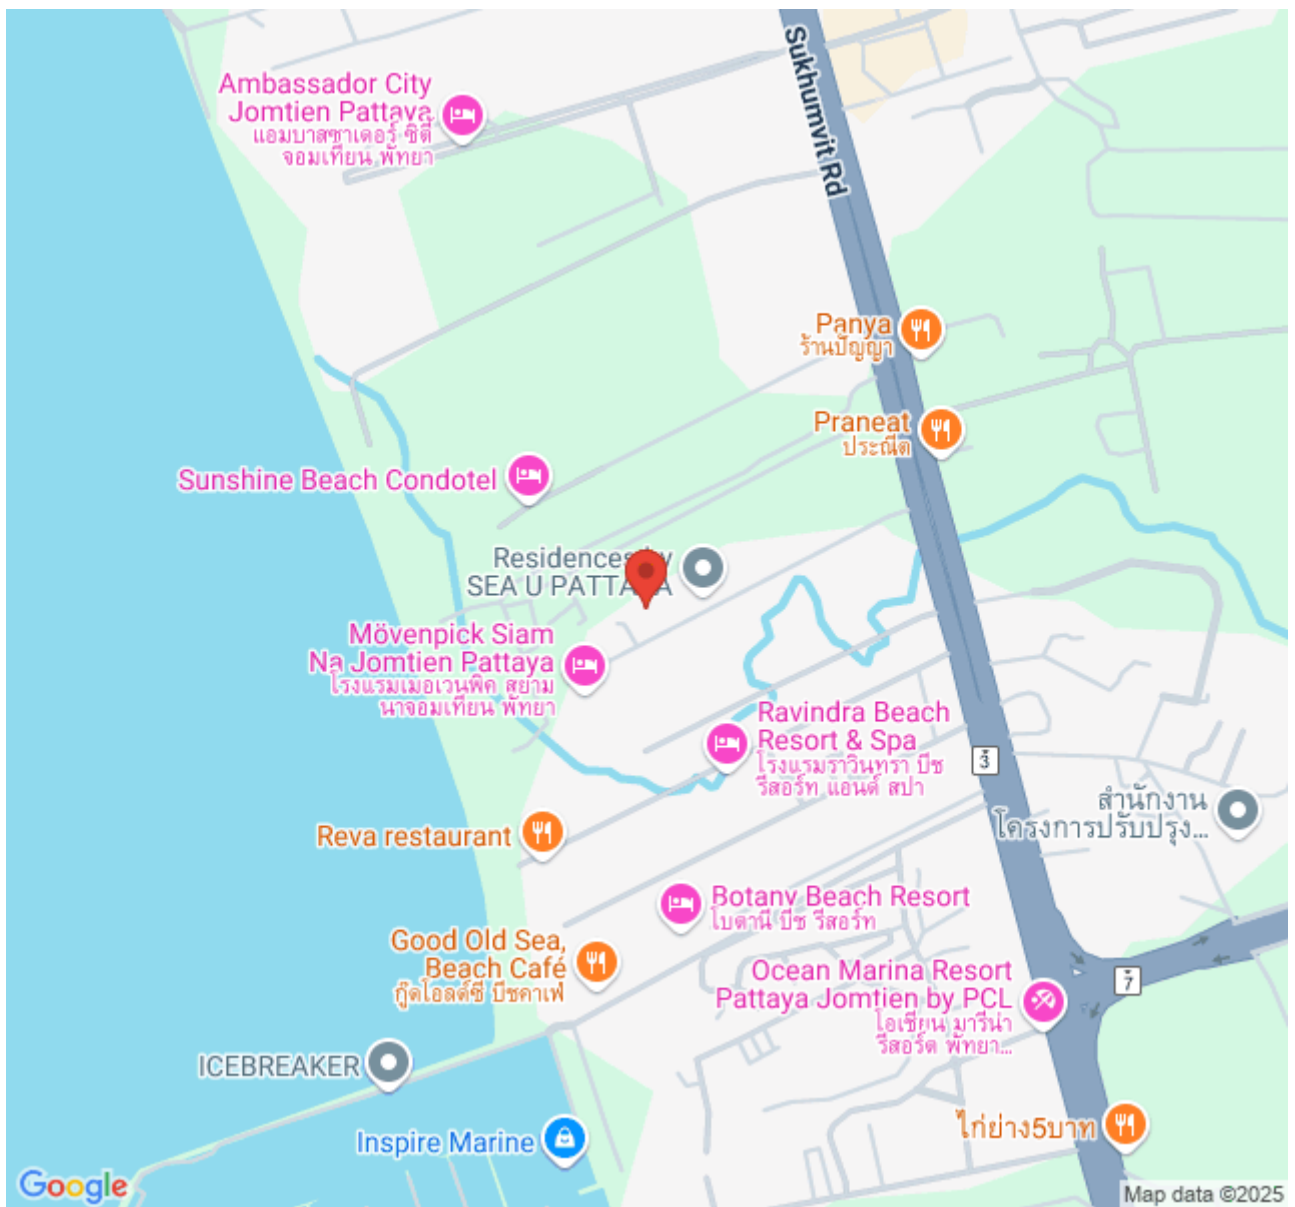 Sukhumvit Rd
Ambassador City
Jomtien Pattaya
แอมบาสซาเดอร์ ซิตี้
จอมเทียน พัทยา
Panya
ร้านปัญญา
Praneat
ประณีต
Sunshine Beach Condotel
Residences by
SEA U PATTAYA
Mövenpick Siam
Na Jomtien Pattaya
โรงแรมเมอเวนพิค สยาม
นาจอมเทียน พัทยา
Ravindra Beach
Resort & Spa
โรงแรมราวินทรา บีช
รีสอร์ท แอนด์ สปา
3
สำนักงาน
โครงการปรับปรุง...
Reva restaurant
Botany Beach Resort
โบตานี บีช รีสอร์ท
Good Old Sea,
Beach Café
กู๊ดโอลด์ซี บีชคาเฟ่
Ocean Marina Resort
Pattaya Jomtien by PCL
โอเชียน มารีน่า
รีสอร์ต พัทยา...
7
ICEBREAKER
Inspire Marine
ไก่ย่าง5บาท
Google
Map data ©2025